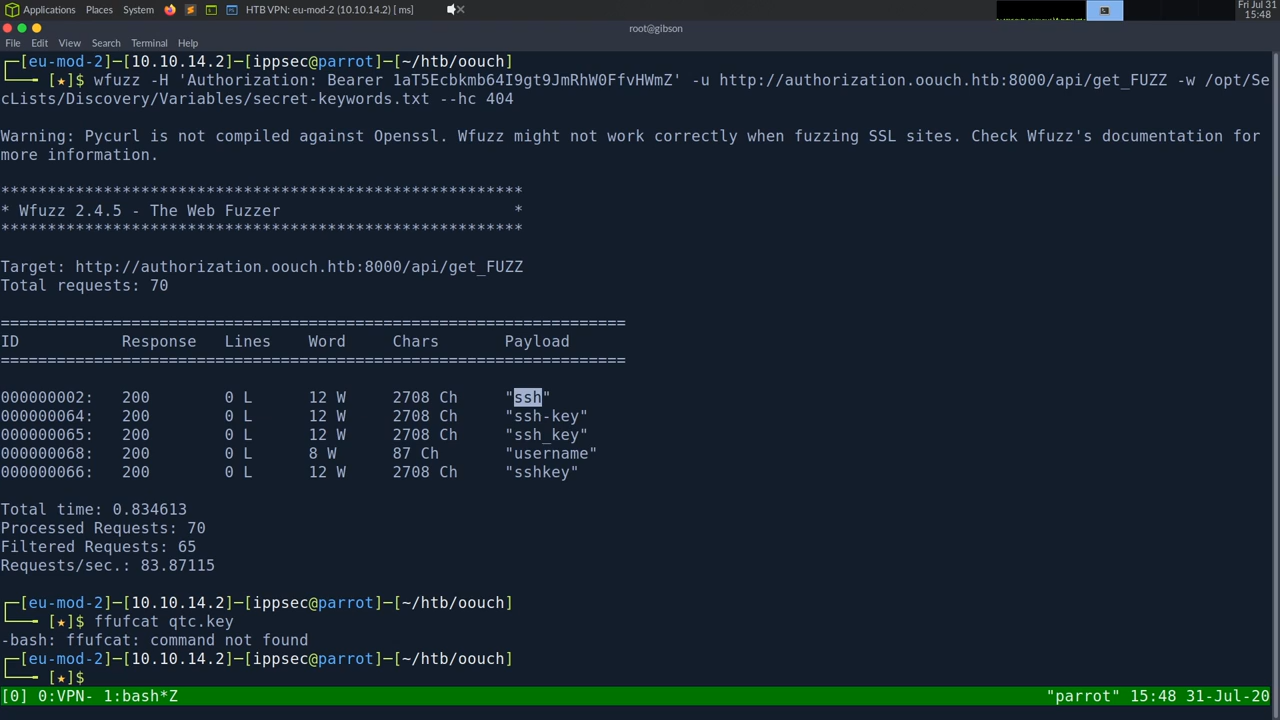 Applications Places System HTB VPN: eu-mod-2 (10.10.14.2) [ ms] Fri Jul 31
15:48
root@gibson
File Edit View Search Terminal Help
┌─[eu-mod-2]─[10.10.14.2]─[ippsec@parrot]─[~/htb/oouch]
└──╼ [★]$ wfuzz -H 'Authorization: Bearer 1aT5Ecbkmb64I9gt9JmRhW0FfvHWmZ' -u http://authorization.oouch.htb:8000/api/get_FUZZ -w /opt/Se
cLists/Discovery/Variables/secret-keywords.txt --hc 404
Warning: Pycurl is not compiled against Openssl. Wfuzz might not work correctly when fuzzing SSL sites. Check Wfuzz's documentation for
more information.
********************************************************
* Wfuzz 2.4.5 - The Web Fuzzer                         *
********************************************************
Target: http://authorization.oouch.htb:8000/api/get_FUZZ
Total requests: 70
===================================================================
ID           Response   Lines    Word     Chars       Payload
===================================================================
000000002:   200        0 L      12 W     2708 Ch     "ssh"
000000064:   200        0 L      12 W     2708 Ch     "ssh-key"
000000065:   200        0 L      12 W     2708 Ch     "ssh_key"
000000068:   200        0 L      8 W      87 Ch       "username"
000000066:   200        0 L      12 W     2708 Ch     "sshkey"
Total time: 0.834613
Processed Requests: 70
Filtered Requests: 65
Requests/sec.: 83.87115
┌─[eu-mod-2]─[10.10.14.2]─[ippsec@parrot]─[~/htb/oouch]
└──╼ [★]$ ffufcat qtc.key
-bash: ffufcat: command not found
┌─[eu-mod-2]─[10.10.14.2]─[ippsec@parrot]─[~/htb/oouch]
└──╼ [★]$
[0] 0:VPN- 1:bash*Z "parrot" 15:48 31-Jul-20